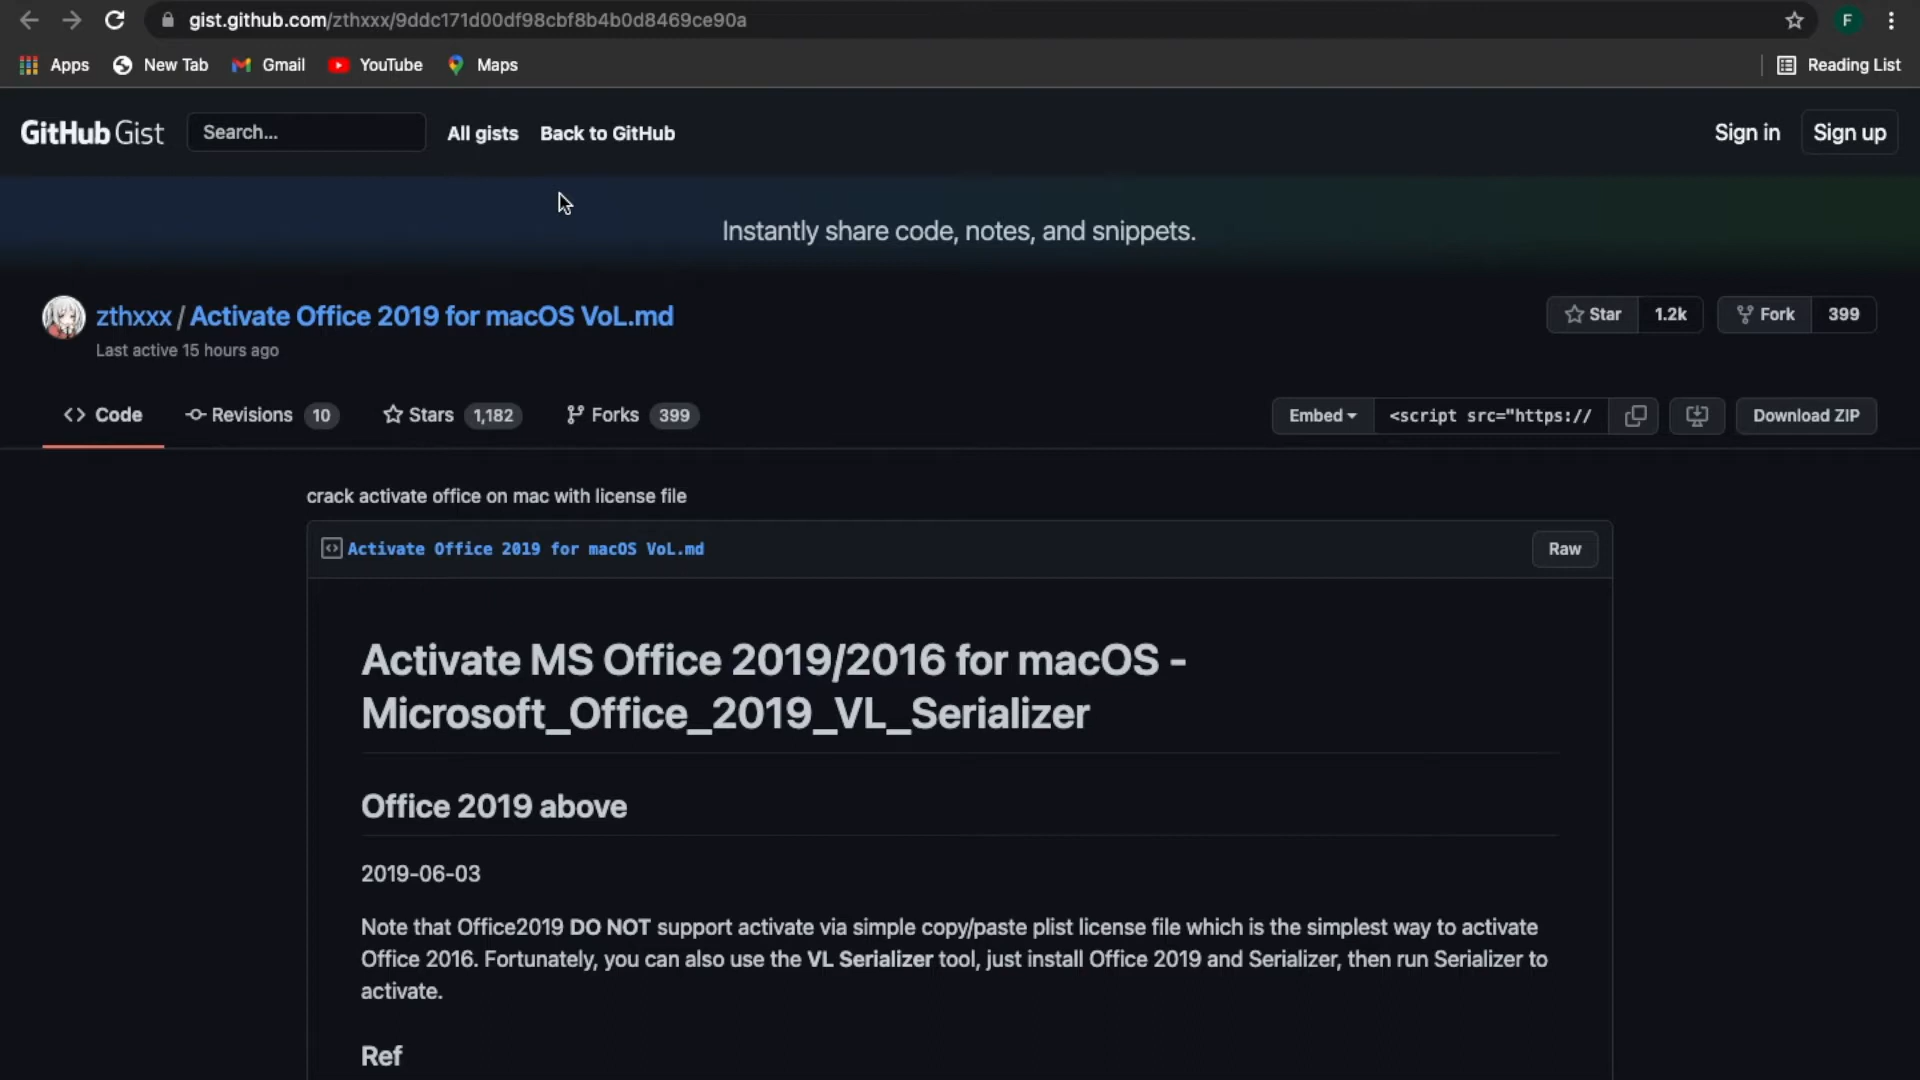 gist.github.com/zthxxx/9ddc171d00df98cbf8b4b0d8469ce90a
F
Apps
New Tab
Gmail
YouTube
Maps
Reading List
GitHub Gist
Search...
All gists
Back to GitHub
Sign in
Sign up
Instantly share code, notes, and snippets.
zthxxx / Activate Office 2019 for macOS VoL.md
Star 1.2k
Fork 399
Last active 15 hours ago
Code
Revisions 10
Stars 1,182
Forks 399
Embed
<script src="https://
Download ZIP
crack activate office on mac with license file
Activate Office 2019 for macOS VoL.md
Raw
Activate MS Office 2019/2016 for macOS -
Microsoft_Office_2019_VL_Serializer
Office 2019 above
2019-06-03
Note that Office2019 DO NOT support activate via simple copy/paste plist license file which is the simplest way to activate
Office 2016. Fortunately, you can also use the VL Serializer tool, just install Office 2019 and Serializer, then run Serializer to
activate.
Ref